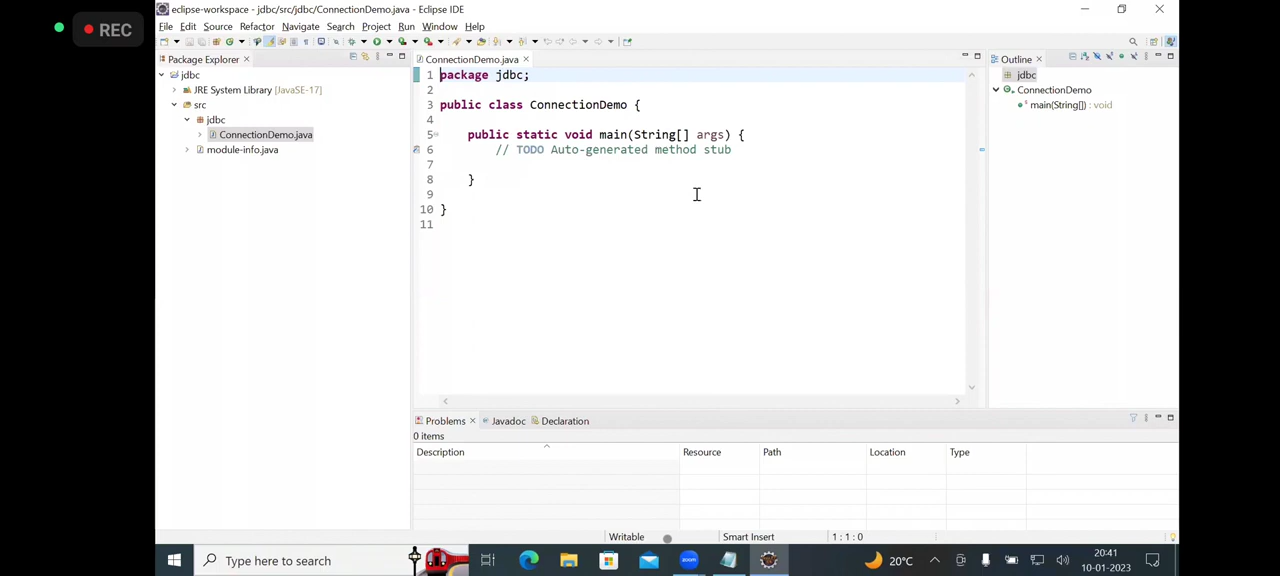 REC
eclipse-workspace - jdbc/src/jdbc/ConnectionDemo.java - Eclipse IDE
File Edit Source Refactor Navigate Search Project Run Window Help
Package Explorer
jdbc
JRE System Library [JavaSE-17]
src
jdbc
ConnectionDemo.java
module-info.java
ConnectionDemo.java
1 package jdbc;
2
3 public class ConnectionDemo {
4
5 public static void main(String[] args) {
6 // TODO Auto-generated method stub
7
8 }
9
10 }
11
Outline
jdbc
ConnectionDemo
main(String[]) : void
Problems Javadoc Declaration
0 items
Description Resource Path Location Type
Writable Smart Insert 1 : 1 : 0
Type here to search
zoom
20°C
20:41
10-01-2023